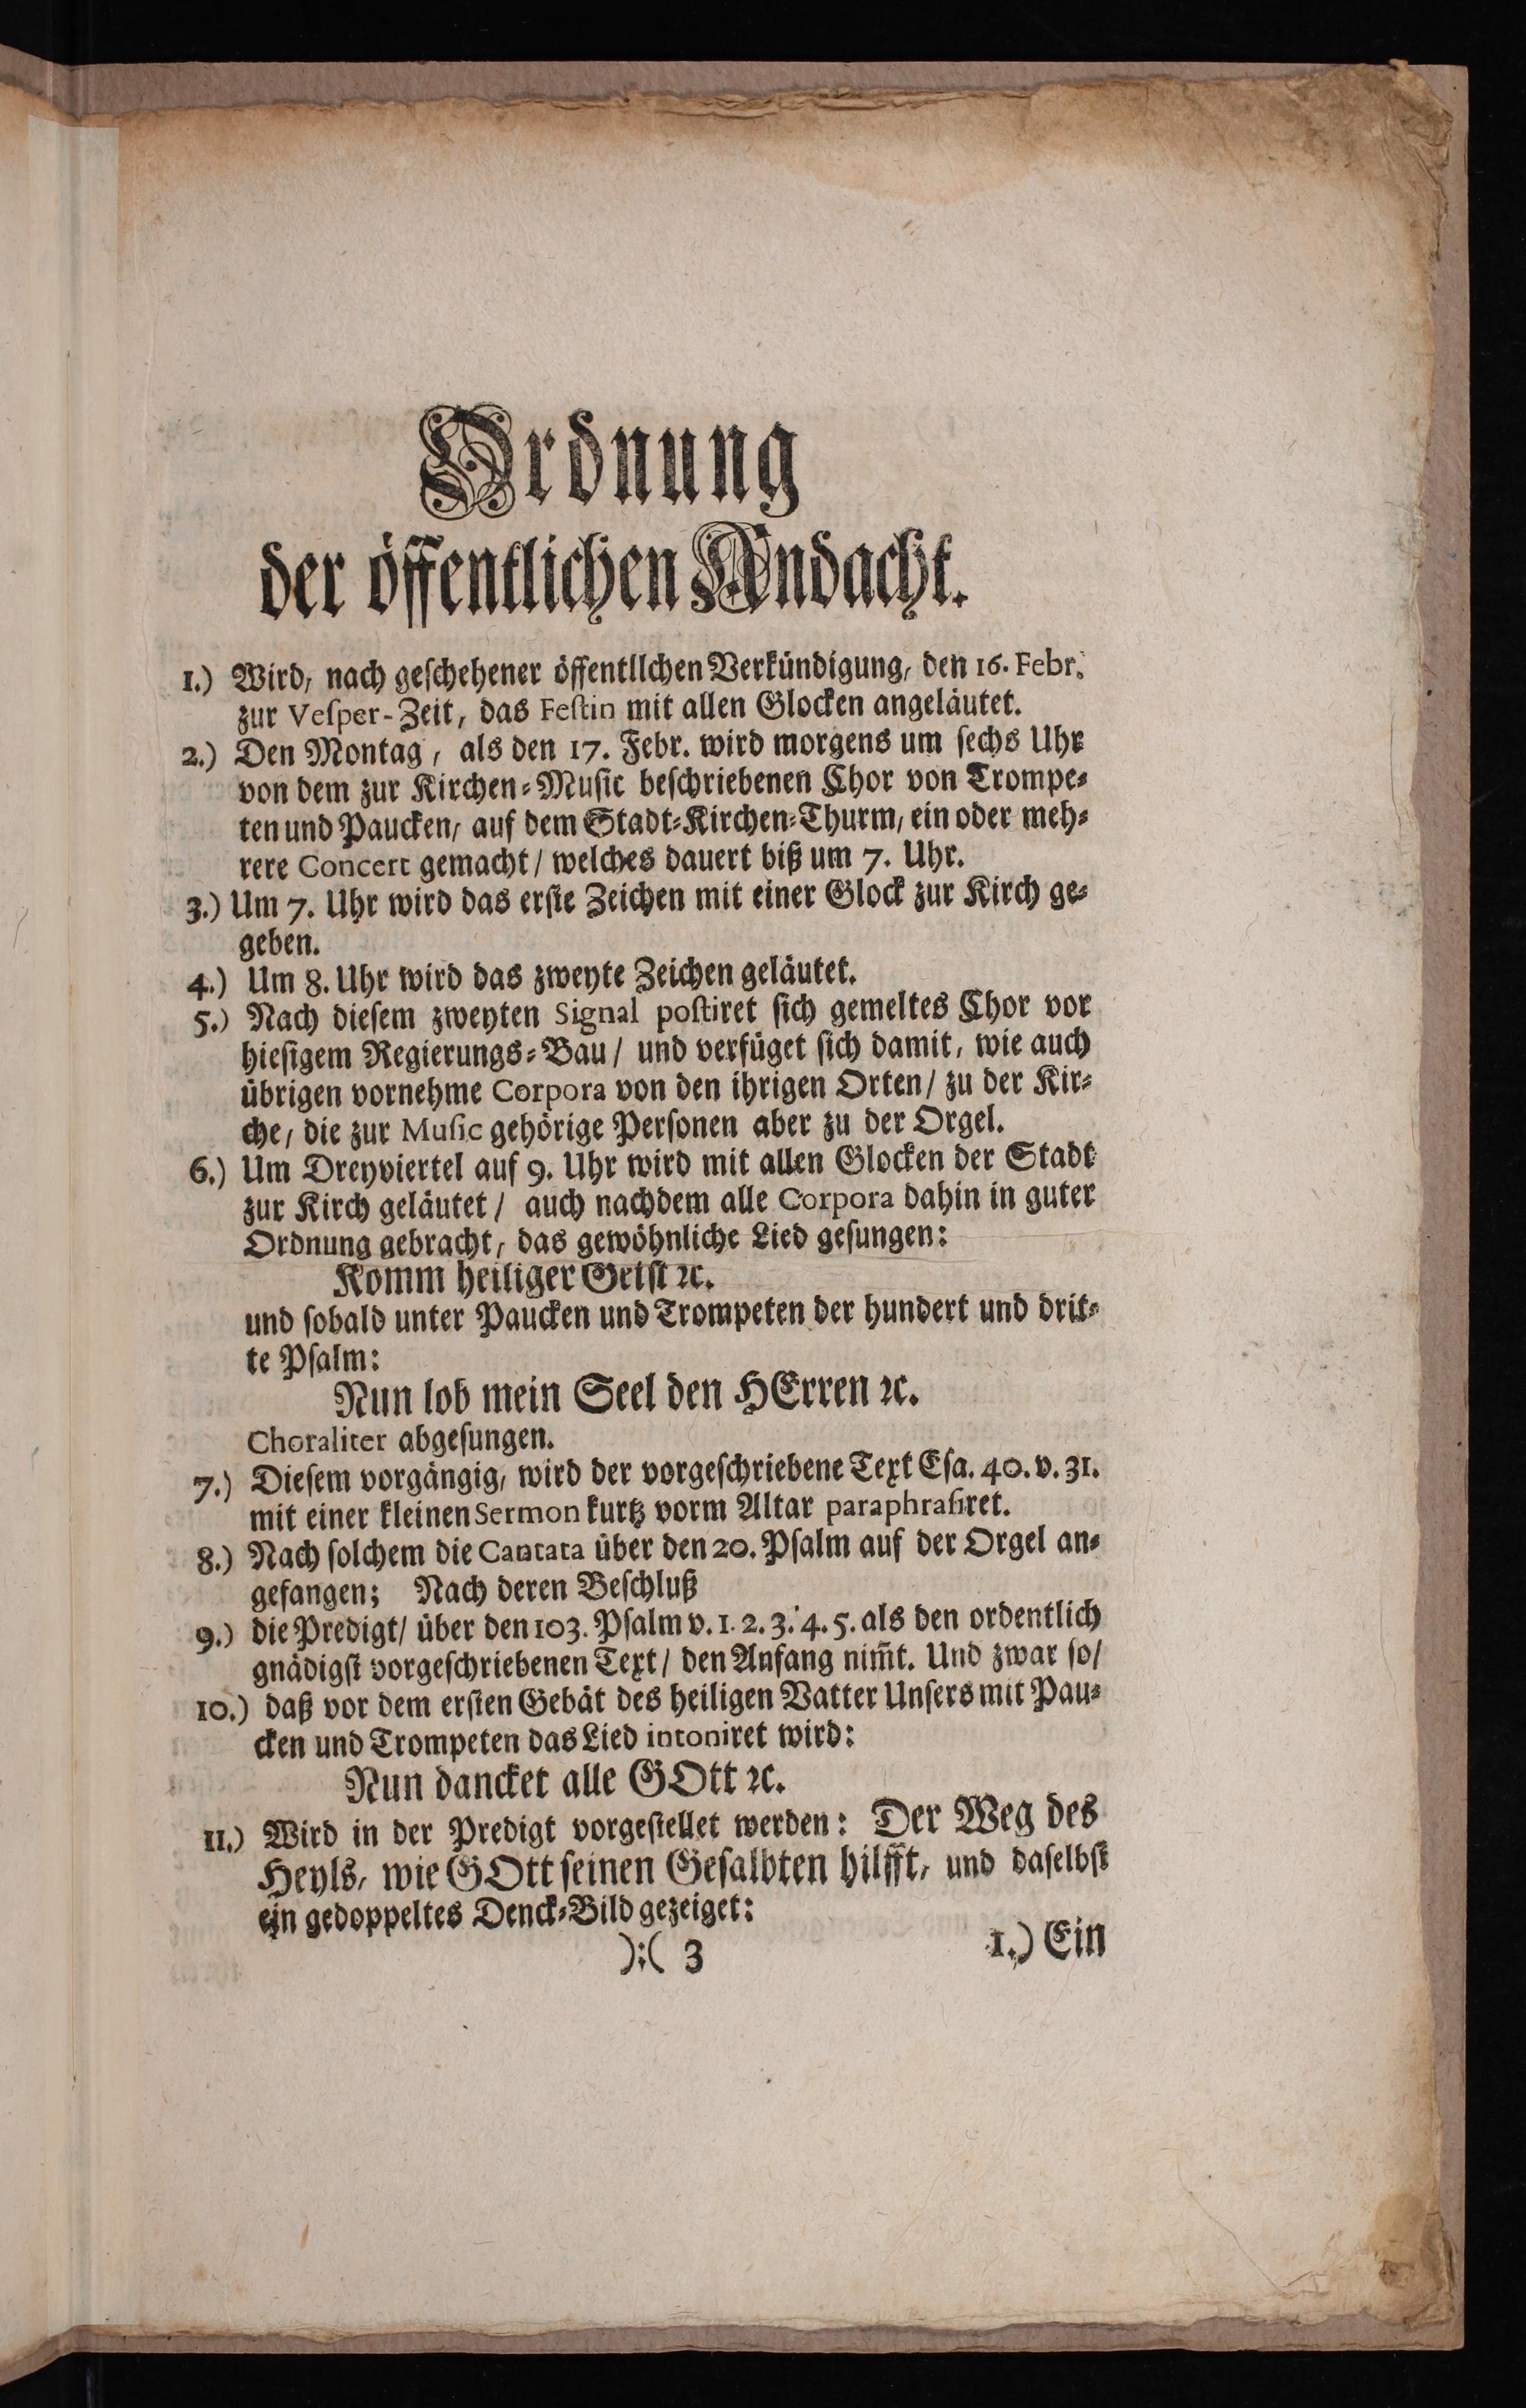 Ordnung
der öffentlichen Andacht.
1.) Wird, nach geſchehener öffentllchen Verkündigung, den 16. Febr.
zur Veſper-Zeit, das Feſtin mit allen Glocken angeläutet.
2.) Den Montag, als den 17. Febr. wird morgens um ſechs Uhr
von dem zur Kirchen-Muſic beſchriebenen Chor von Trompe-
ten und Paucken, auf dem Stadt-Kirchen-Thurm, ein oder meh-
rere Concert gemacht / welches dauert biß um 7. Uhr.
3.) Um 7. Uhr wird das erſte Zeichen mit einer Glock zur Kirch ge-
geben.
4.) Um 8. Uhr wird das zweyte Zeichen geläutet.
5.) Nach dieſem zweyten Signal poſtiret ſich gemeltes Chor vor
hieſigem Regierungs-Bau / und verfüget ſich damit, wie auch
übrigen vornehme Corpora von den ihrigen Orten / zu der Kir-
che, die zur Muſic gehörige Perſonen aber zu der Orgel.
6.) Um Dreyviertel auf 9. Uhr wird mit allen Glocken der Stadt
zur Kirch geläutet / auch nachdem alle Corpora dahin in guter
Ordnung gebracht, das gewöhnliche Lied geſungen:
Komm heiliger Geiſt ꝛc.
und ſobald unter Paucken und Trompeten der hundert und drit-
te Pſalm:
Nun lob mein Seel den HErren ꝛc.
Choraliter abgeſungen.
7.) Dieſem vorgängig, wird der vorgeſchriebene Text Eſa. 40. v. 31.
mit einer kleinen Sermon kurtz vorm Altar paraphraſiret.
8.) Nach ſolchem die Cantata über den 20. Pſalm auf der Orgel an-
gefangen; Nach deren Beſchluß
9.) die Predigt / über den 103. Pſalm v. 1. 2. 3. 4. 5. als den ordentlich
gnädigſt vorgeſchriebenen Text / den Anfang nim̃t. Und zwar ſo /
10.) daß vor dem erſten Gebät des heiligen Vatter Unſers mit Pau-
cken und Trompeten das Lied intoniret wird:
Nun dancket alle GOtt ꝛc.
11.) Wird in der Predigt vorgeſtellet werden: Der Weg des
Heyls, wie GOtt ſeinen Geſalbten hilfft, und daſelbſt
ein gedoppeltes Denck-Bild gezeiget:
):( 3 1.) Ein